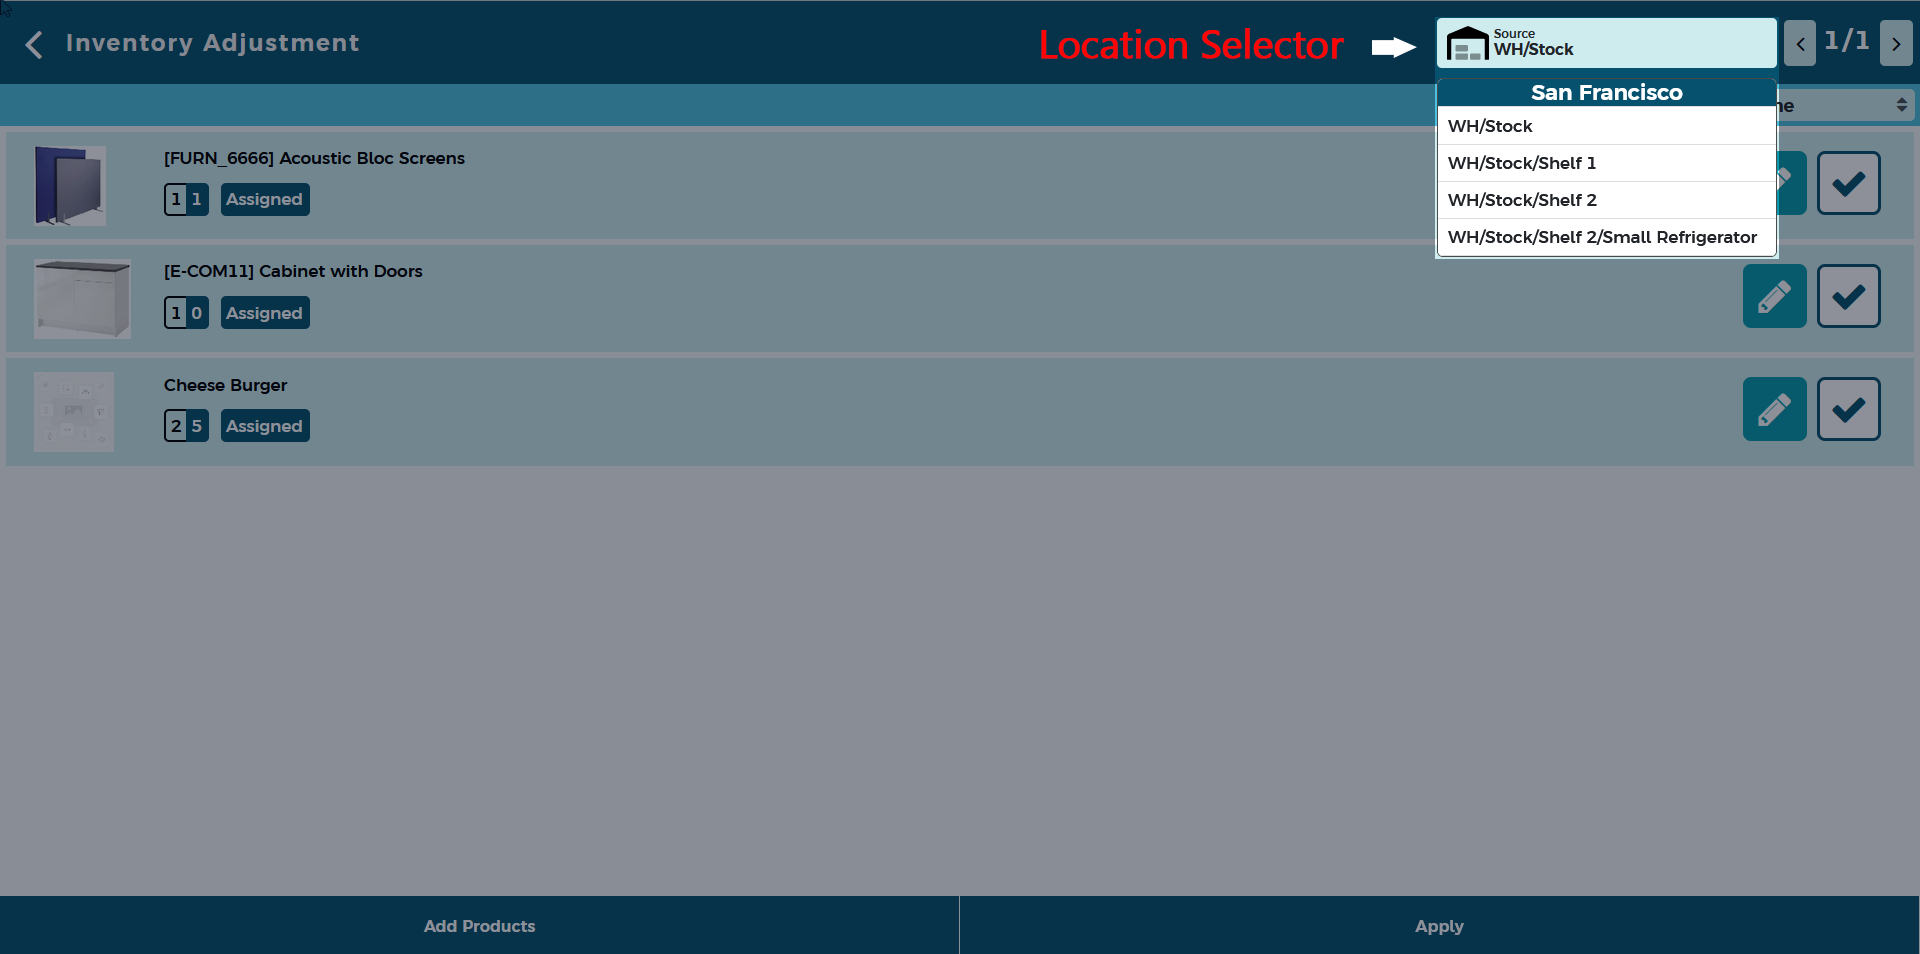 Inventory Adjustment
Location Selector
Source
WH/Stock
1/1
San Francisco
WH/Stock
WH/Stock/Shelf 1
WH/Stock/Shelf 2
WH/Stock/Shelf 2/Small Refrigerator
[FURN_6666] Acoustic Bloc Screens
1 1 Assigned
[E-COM11] Cabinet with Doors
1 0 Assigned
Cheese Burger
2 5 Assigned
Add Products
Apply